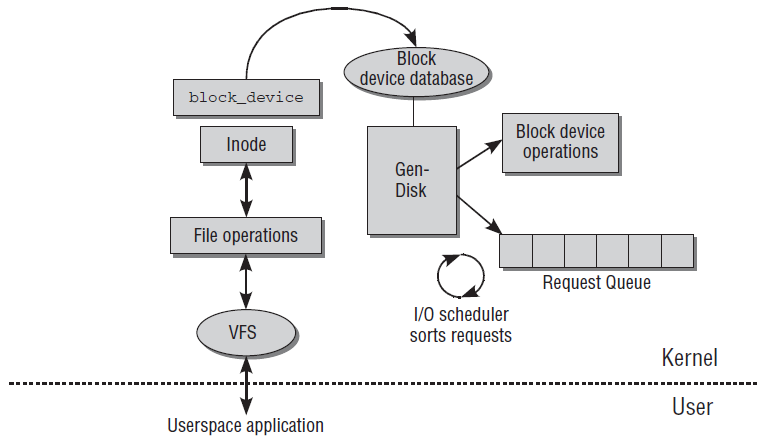 Block
device database
block_device
Block device
operations
Inode
Gen-
Disk
File operations
Request Queue
I/O scheduler
sorts requests
VFS
Kernel
User
Userspace application